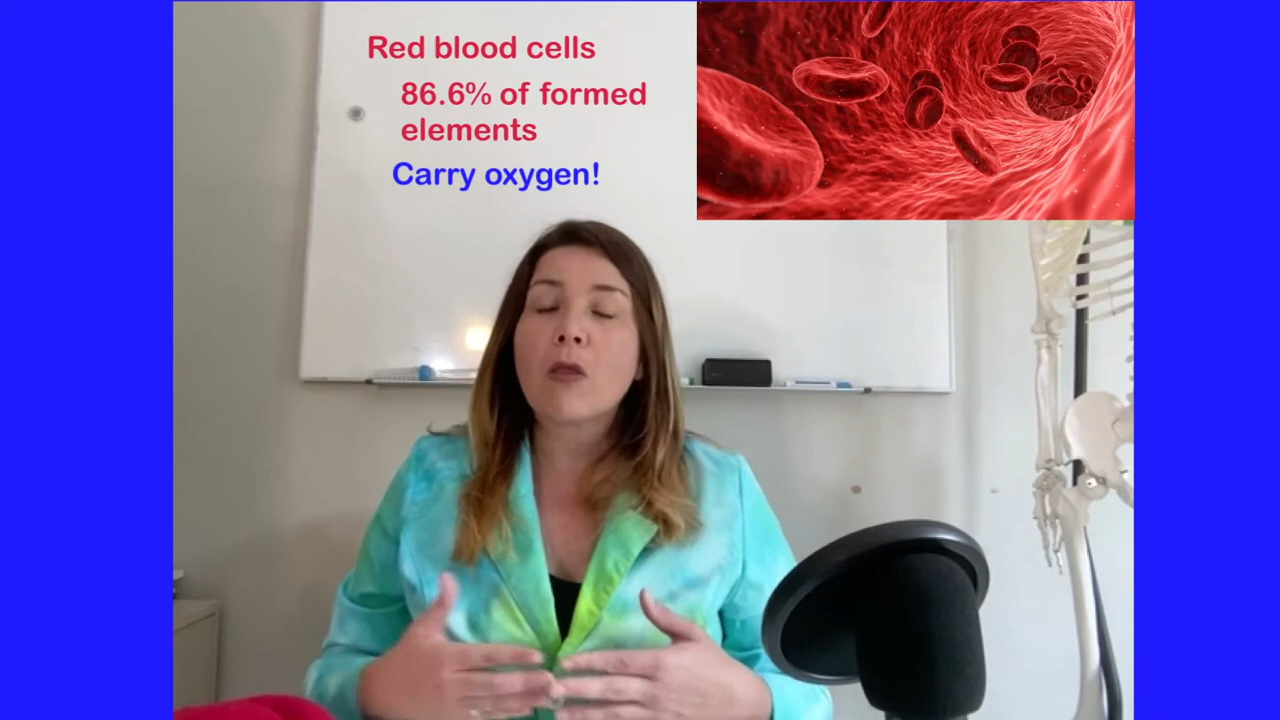 Red blood cells
86.6% of formed
elements
Carry oxygen!